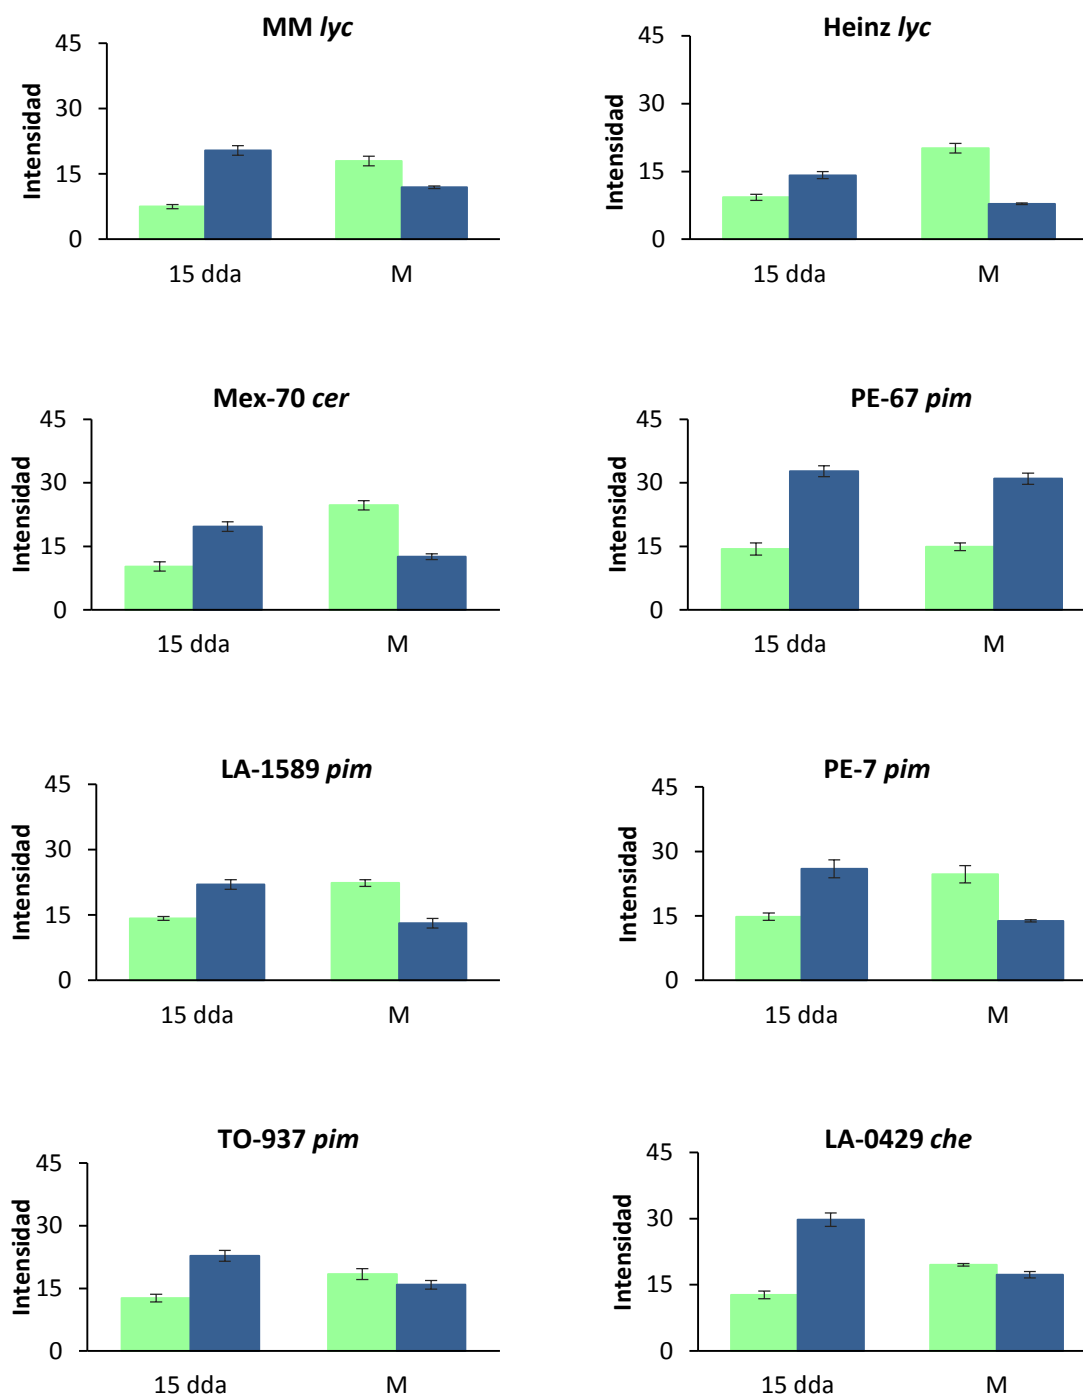 MM lyc
45
30
15
0
Intensidad
15 dda M
Heinz lyc
45
30
15
0
Intensidad
15 dda M
Mex-70 cer
45
30
15
0
Intensidad
15 dda M
PE-67 pim
45
30
15
0
Intensidad
15 dda M
LA-1589 pim
45
30
15
0
Intensidad
15 dda M
PE-7 pim
45
30
15
0
Intensidad
15 dda M
TO-937 pim
45
30
15
0
Intensidad
15 dda M
LA-0429 che
45
30
15
0
Intensidad
15 dda M